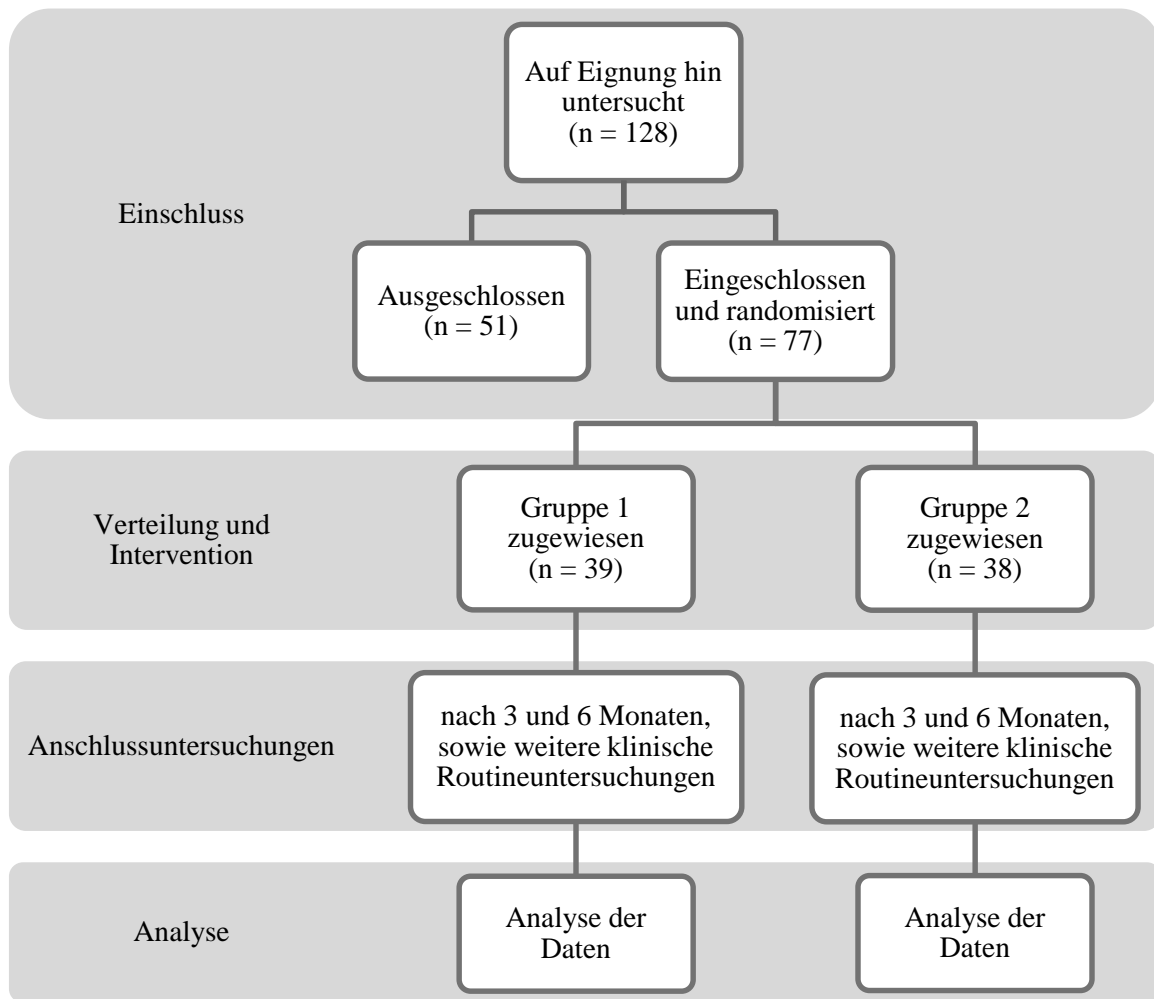 Auf Eignung hin
untersucht
(n = 128)
Einschluss
Ausgeschlossen
(n = 51)
Eingeschlossen
und randomisiert
(n = 77)
Verteilung und
Intervention
Gruppe 1
zugewiesen
(n = 39)
Gruppe 2
zugewiesen
(n = 38)
Anschlussuntersuchungen
nach 3 und 6 Monaten,
sowie weitere klinische
Routineuntersuchungen
nach 3 und 6 Monaten,
sowie weitere klinische
Routineuntersuchungen
Analyse
Analyse der
Daten
Analyse der
Daten